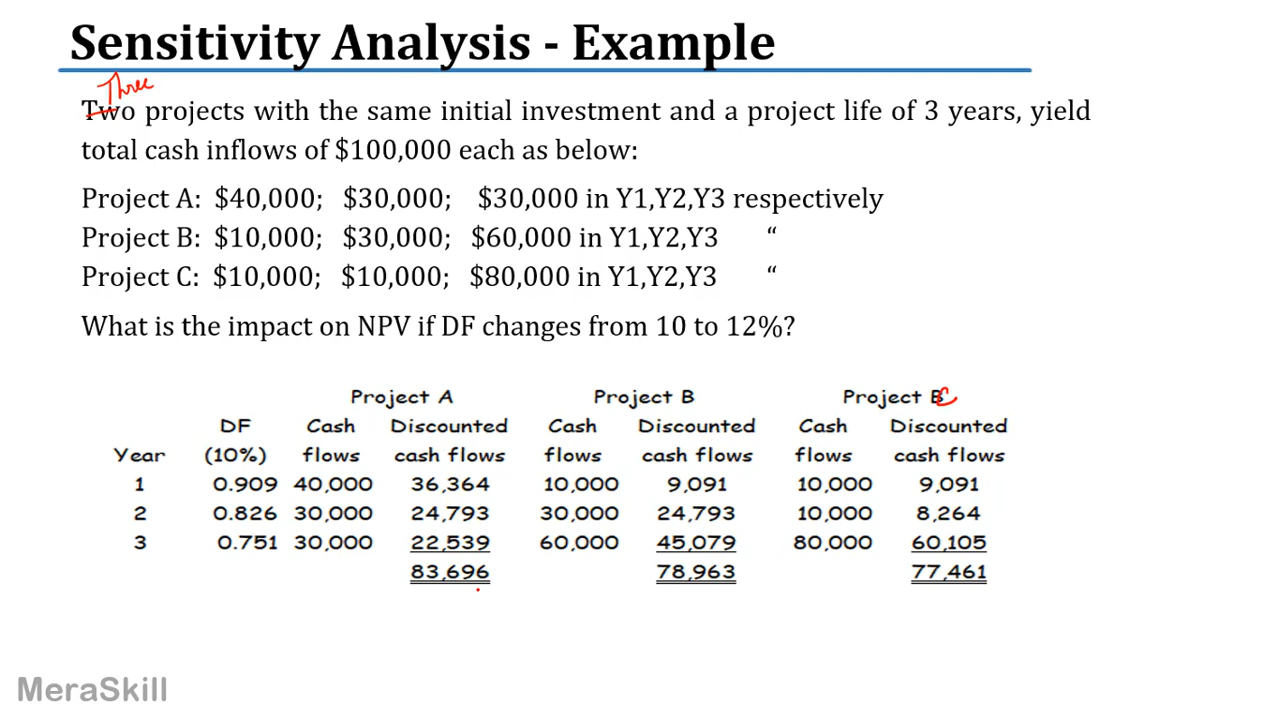 Sensitivity Analysis - Example
Three
Two projects with the same initial investment and a project life of 3 years, yield
total cash inflows of $100,000 each as below:
Project A: $40,000; $30,000; $30,000 in Y1,Y2,Y3 respectively
Project B: $10,000; $30,000; $60,000 in Y1,Y2,Y3 “
Project C: $10,000; $10,000; $80,000 in Y1,Y2,Y3 “
What is the impact on NPV if DF changes from 10 to 12%?
Project A Project B Project B C
DF Cash Discounted Cash Discounted Cash Discounted
Year (10%) flows cash flows flows cash flows flows cash flows
1 0.909 40,000 36,364 10,000 9,091 10,000 9,091
2 0.826 30,000 24,793 30,000 24,793 10,000 8,264
3 0.751 30,000 22,539 60,000 45,079 80,000 60,105
83,696 78,963 77,461
MeraSkill